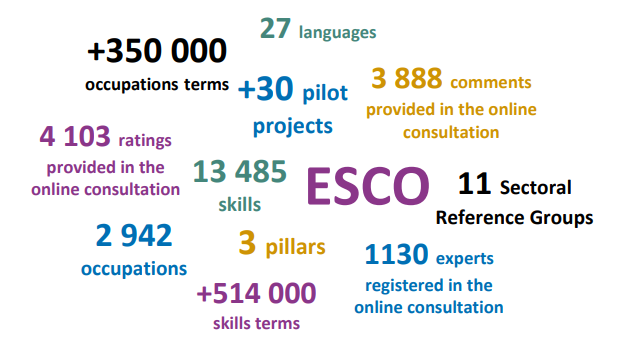 27 languages
+350 000
occupations terms
+30 pilot
projects
3 888 comments
provided in the online
consultation
4 103 ratings
provided in the
online consultation
13 485
skills
ESCO
11 Sectoral
Reference Groups
2 942
occupations
3 pillars
1130 experts
registered in the
online consultation
+514 000
skills terms